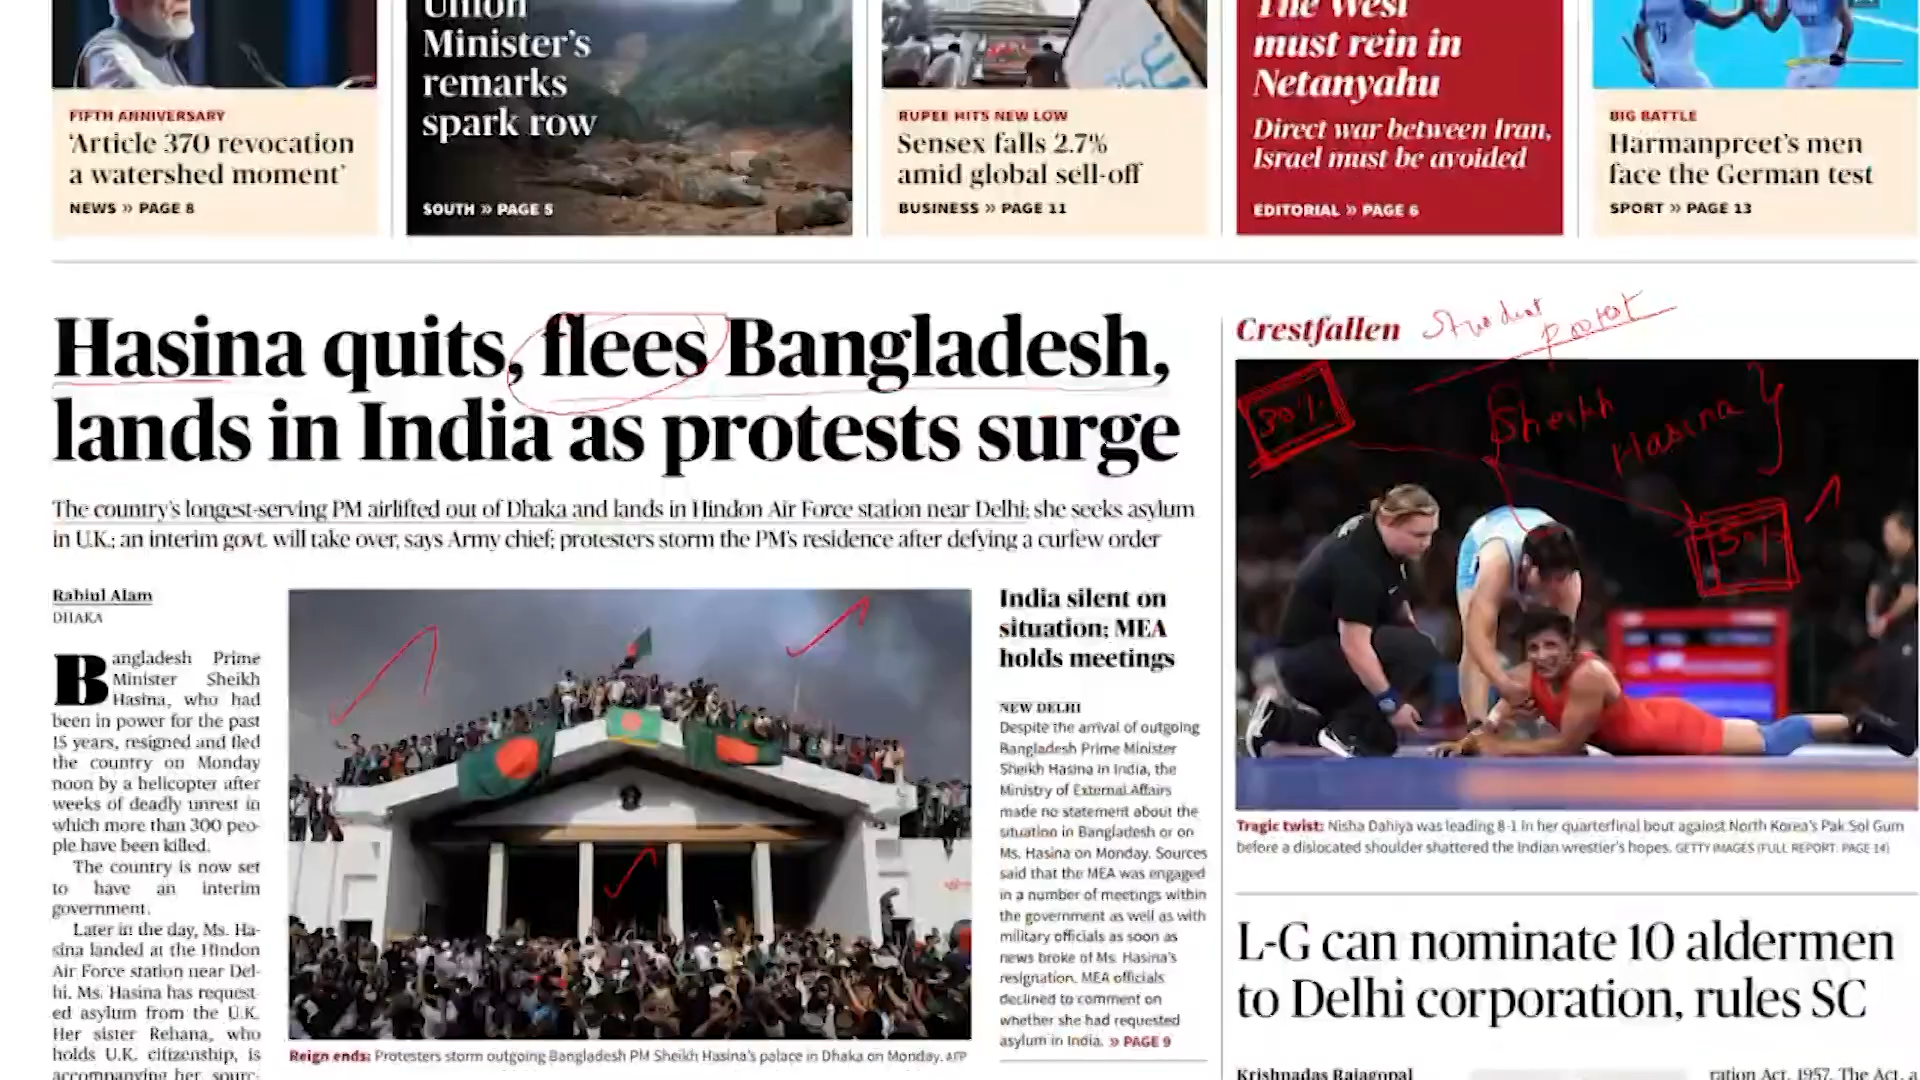 FIFTH ANNIVERSARY
‘Article 370 revocation
a watershed moment’
NEWS » PAGE 8
Union
Minister’s
remarks
spark row
SOUTH » PAGE 5
RUPEE HITS NEW LOW
Sensex falls 2.7%
amid global sell-off
BUSINESS » PAGE 11
The West
must rein in
Netanyahu
Direct war between Iran,
Israel must be avoided
EDITORIAL » PAGE 6
BIG BATTLE
Harmanpreet’s men
face the German test
SPORT » PAGE 13
Hasina quits, flees Bangladesh,
lands in India as protests surge
The country’s longest-serving PM airlifted out of Dhaka and lands in Hindon Air Force station near Delhi; she seeks asylum
in U.K.; an interim govt. will take over, says Army chief; protesters storm the PM’s residence after defying a curfew order
Rabiul Alam
DHAKA
Bangladesh Prime
Minister Sheikh
Hasina, who had
been in power for the past
15 years, resigned and fled
the country on Monday
noon by a helicopter after
weeks of deadly unrest in
which more than 300 peo-
ple have been killed.
The country is now set
to have an interim
government.
Later in the day, Ms. Ha-
sina landed at the Hindon
Air Force station near Del-
hi. Ms. Hasina has request-
ed asylum from the U.K.
Her sister Rehana, who
holds U.K. citizenship, is
accompanying her, sourc-
Reign ends: Protesters storm outgoing Bangladesh PM Sheikh Hasina’s palace in Dhaka on Monday. AFP
India silent on
situation; MEA
holds meetings
NEW DELHI
Despite the arrival of outgoing
Bangladesh Prime Minister
Sheikh Hasina in India, the
Ministry of External Affairs
made no statement about the
situation in Bangladesh or on
Ms. Hasina on Monday. Sources
said that the MEA was engaged
in a number of meetings within
the government as well as with
military officials as soon as
news broke of Ms. Hasina’s
resignation. MEA officials
declined to comment on
whether she had requested
asylum in India. » PAGE 9
Crestfallen
Student
protest
30%
Sheikh
Hasina
Tragic twist: Nisha Dahiya was leading 8-1 in her quarterfinal bout against North Korea’s Pak Sol Gum
before a dislocated shoulder shattered the Indian wrestler’s hopes. GETTY IMAGES (FULL REPORT: PAGE 14)
L-G can nominate 10 aldermen
to Delhi corporation, rules SC
Krishnadas Rajagopal
ration Act, 1957. The Act, a